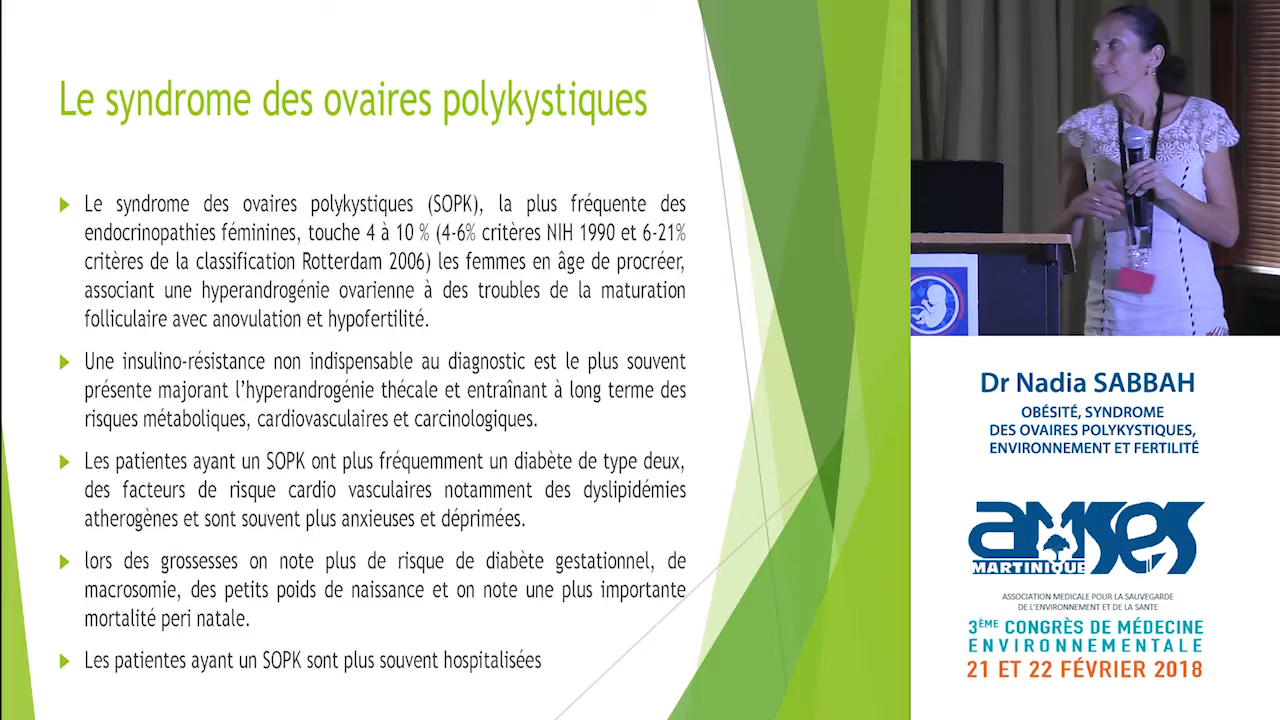 Le syndrome des ovaires polykystiques
Le syndrome des ovaires polykystiques (SOPK), la plus fréquente des
endocrinopathies féminines, touche 4 à 10 % (4-6% critères NIH 1990 et 6-21%
critères de la classification Rotterdam 2006) les femmes en âge de procréer,
associant une hyperandrogénie ovarienne à des troubles de la maturation
folliculaire avec anovulation et hypofertilité.
Une insulino-résistance non indispensable au diagnostic est le plus souvent
présente majorant l'hyperandrogénie thécale et entraînant à long terme des
risques métaboliques, cardiovasculaires et carcinologiques.
Les patientes ayant un SOPK ont plus fréquemment un diabète de type deux,
des facteurs de risque cardio vasculaires notamment des dyslipidémies
atherogènes et sont souvent plus anxieuses et déprimées.
lors des grossesses on note plus de risque de diabète gestationnel, de
macrosomie, des petits poids de naissance et on note une plus importante
mortalité peri natale.
Les patientes ayant un SOPK sont plus souvent hospitalisées
Dr Nadia SABBAH
OBÉSITÉ, SYNDROME
DES OVAIRES POLYKYSTIQUES,
ENVIRONNEMENT ET FERTILITÉ
AMSES
MARTINIQUE
ASSOCIATION MEDICALE POUR LA SAUVEGARDE
DE L'ENVIRONNEMENT ET DE LA SANTE
3ÈME CONGRÈS DE MÉDECINE
ENVIRONNEMENTALE
21 ET 22 FÉVRIER 2018